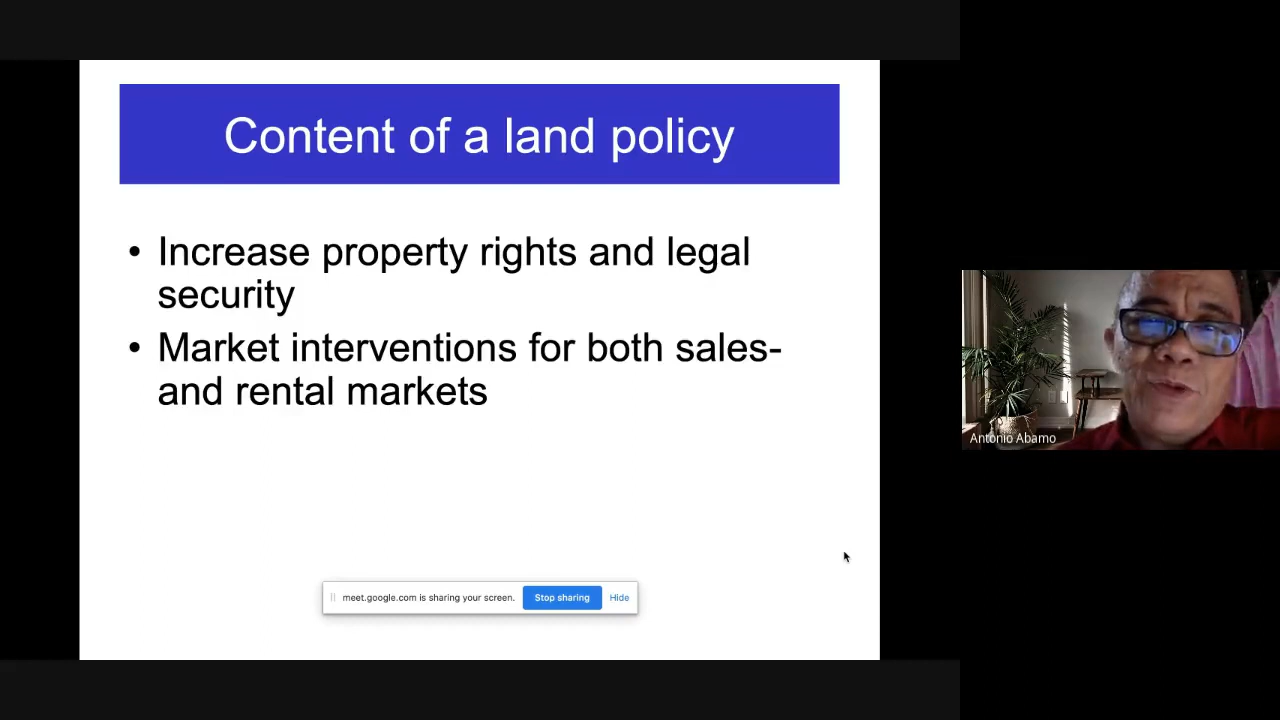 Content of a land policy
• Increase property rights and legal
security
• Market interventions for both sales-
and rental markets
meet.google.com is sharing your screen. Stop sharing Hide
Antonio Abamo